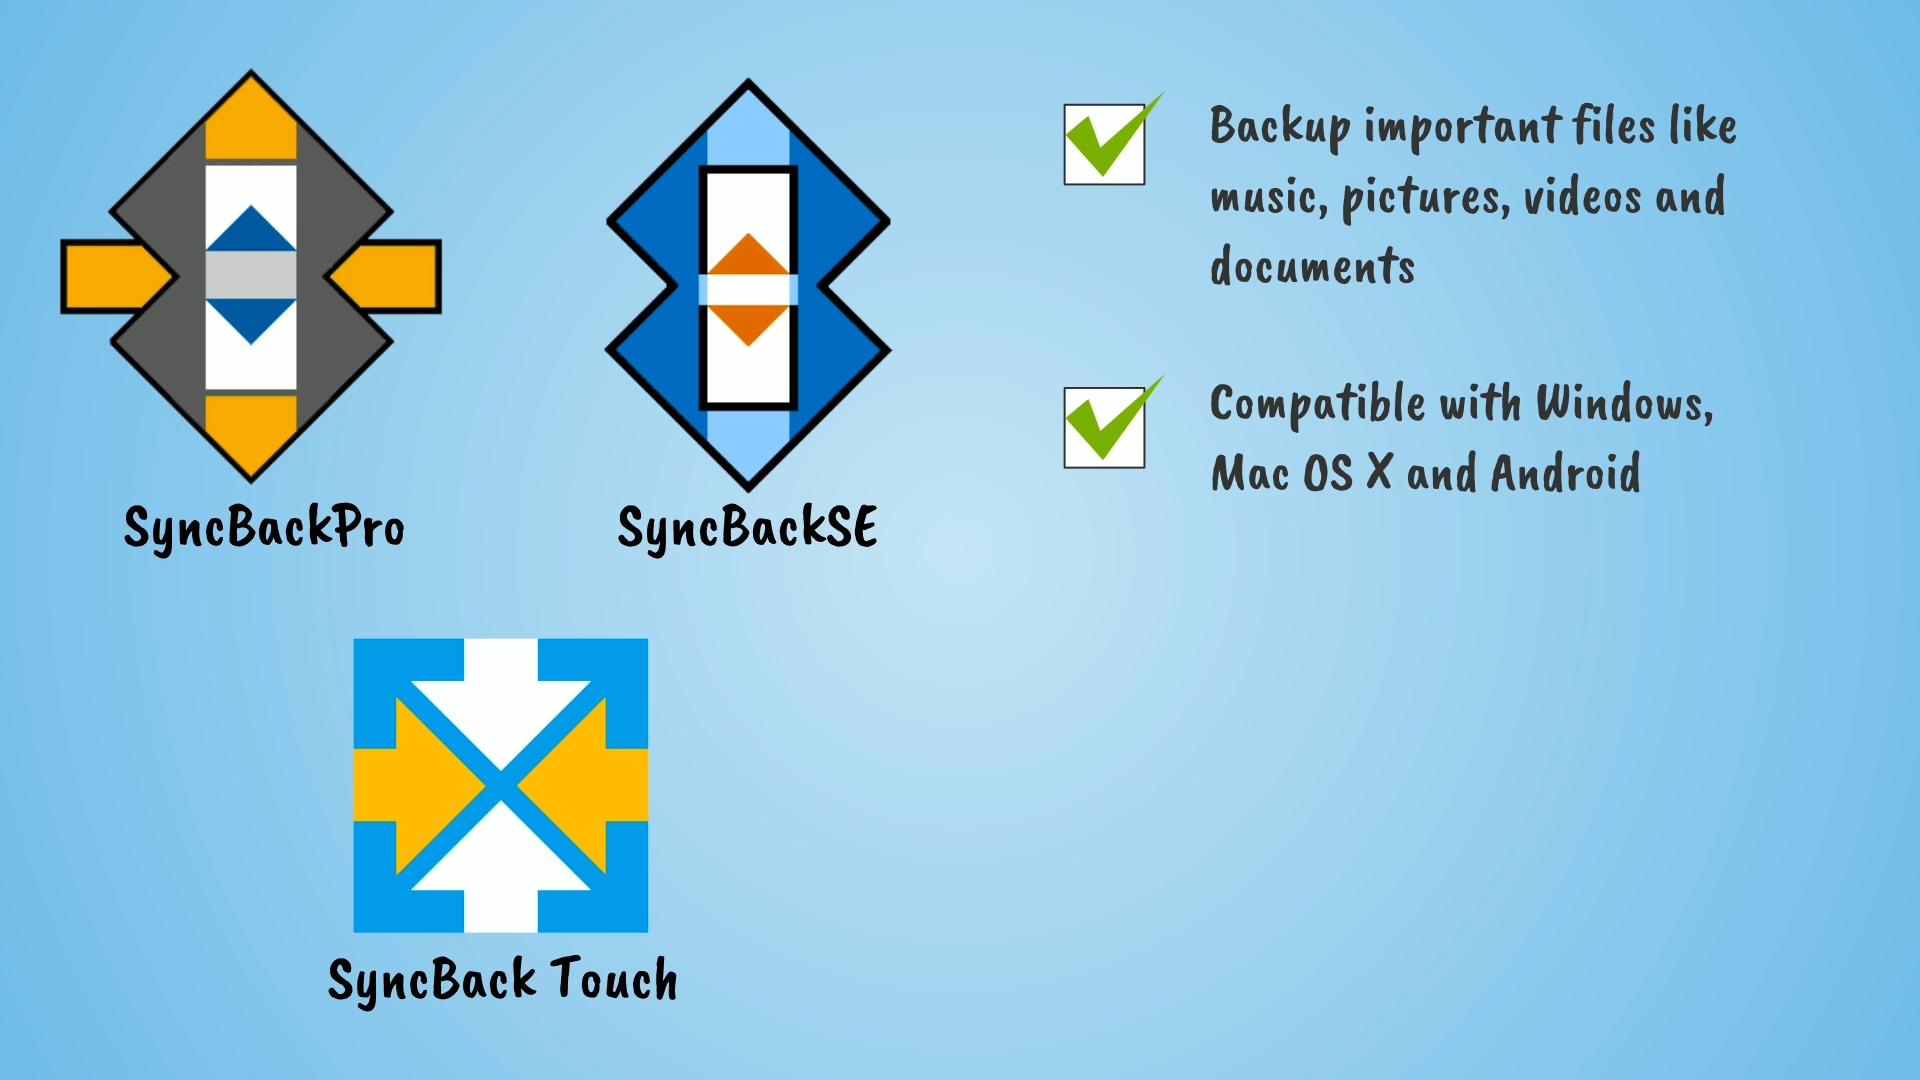 SyncBackPro
SyncBackSE
SyncBack Touch
Backup important files like
music, pictures, videos and
documents
Compatible with Windows,
Mac OS X and Android